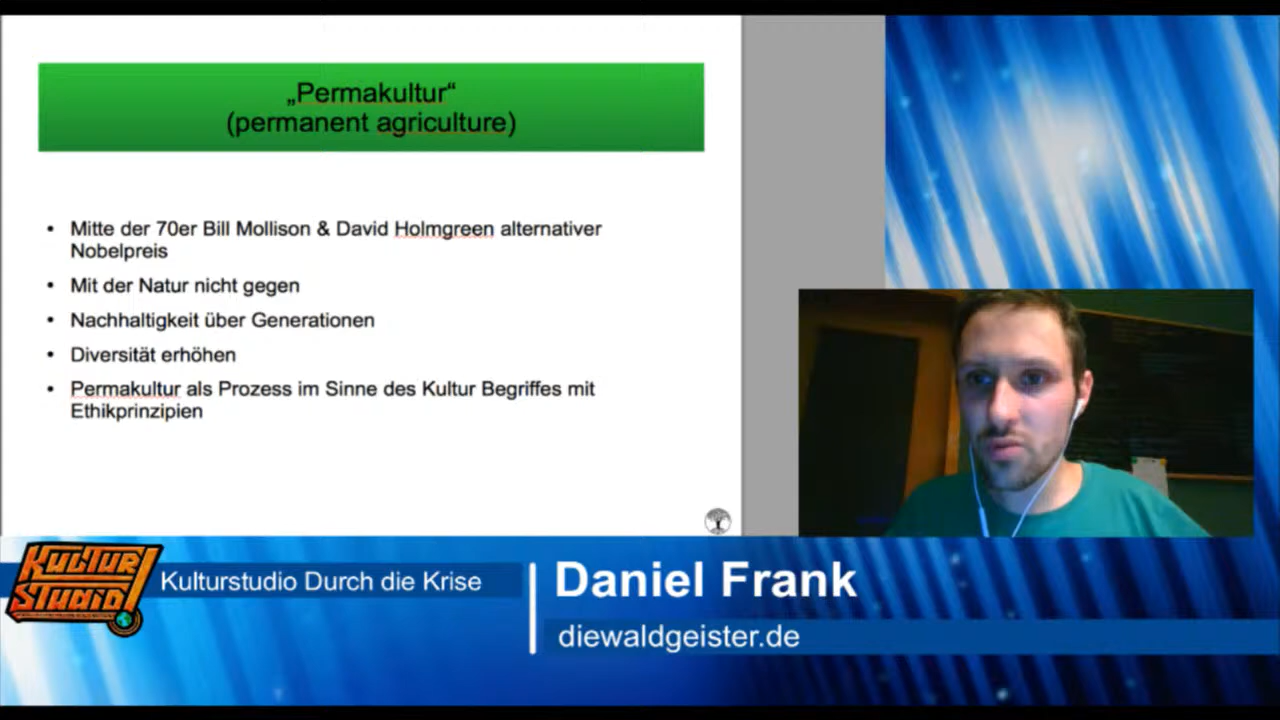 „Permakultur“
(permanent agriculture)
• Mitte der 70er Bill Mollison & David Holmgreen alternativer
Nobelpreis
• Mit der Natur nicht gegen
• Nachhaltigkeit über Generationen
• Diversität erhöhen
• Permakultur als Prozess im Sinne des Kultur Begriffes mit
Ethikprinzipien
KULTUR
STUDIO!
Kulturstudio Durch die Krise
Daniel Frank
diewaldgeister.de